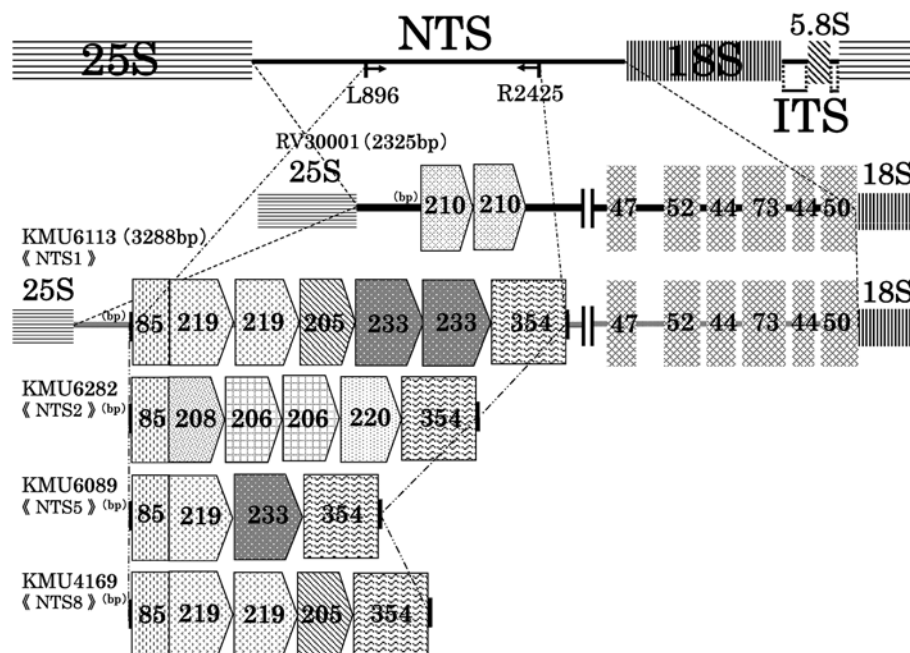 25S NTS 18S 5.8S
L896 R2425 ITS
RV30001 (2325bp)
25S (bp) 210 210 47 52 44 73 44 50 18S
KMU6113 (3288bp)
《 NTS1 》
25S (bp) 85 219 219 205 233 233 354 47 52 44 73 44 50 18S
KMU6282
《 NTS2 》 (bp) 85 208 206 206 220 354
KMU6089
《 NTS5 》 (bp) 85 219 233 354
KMU4169
《 NTS8 》 (bp) 85 219 219 205 354